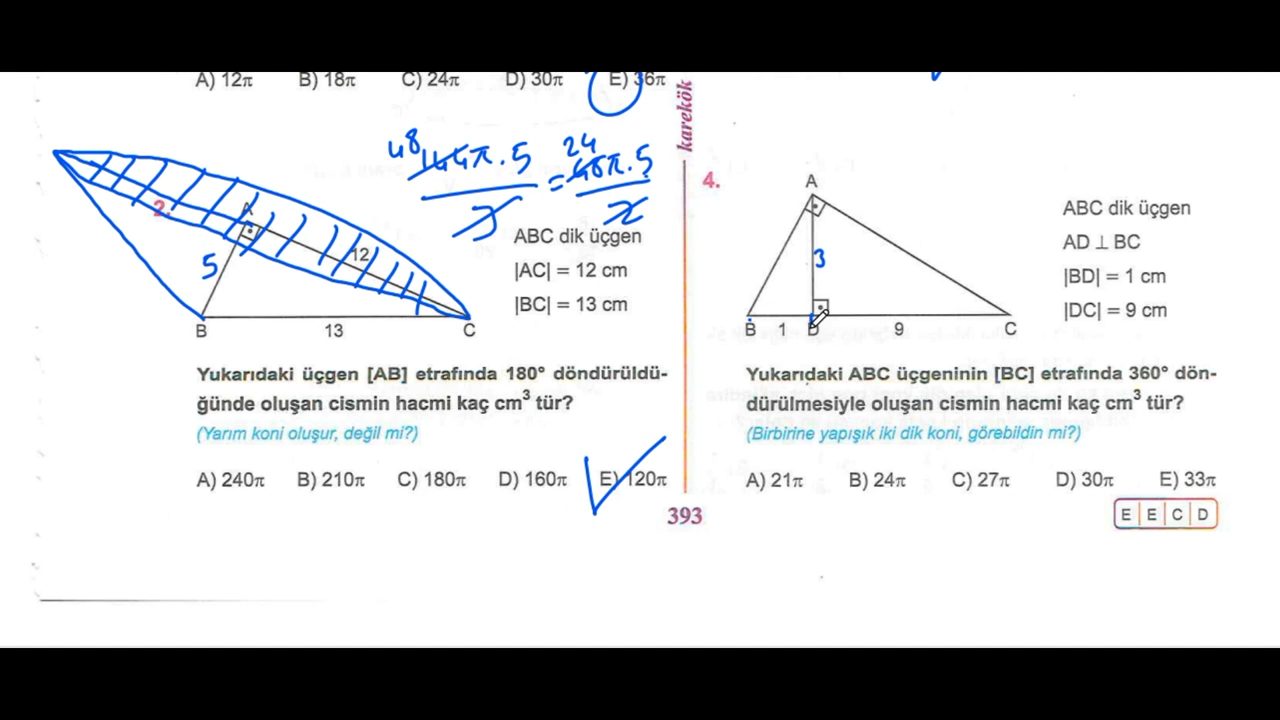 A) 12π B) 18π C) 24π D) 30π E) 36π
2.
A
5
12
B
13
C
48 144π . 5 = 24 48π . 5
3 2
ABC dik üçgen
|AC| = 12 cm
|BC| = 13 cm
Yukarıdaki üçgen [AB] etrafında 180° döndürüldü-
ğünde oluşan cismin hacmi kaç cm³ tür?
(Yarım koni oluşur, değil mi?)
A) 240π B) 210π C) 180π D) 160π E) 120π
karekök
393
4.
A
3
B 1 D 9 C
ABC dik üçgen
AD ⊥ BC
|BD| = 1 cm
|DC| = 9 cm
Yukarıdaki ABC üçgeninin [BC] etrafında 360° dön-
dürülmesiyle oluşan cismin hacmi kaç cm³ tür?
(Birbirine yapışık iki dik koni, görebildin mi?)
A) 21π B) 24π C) 27π D) 30π E) 33π
E E C D